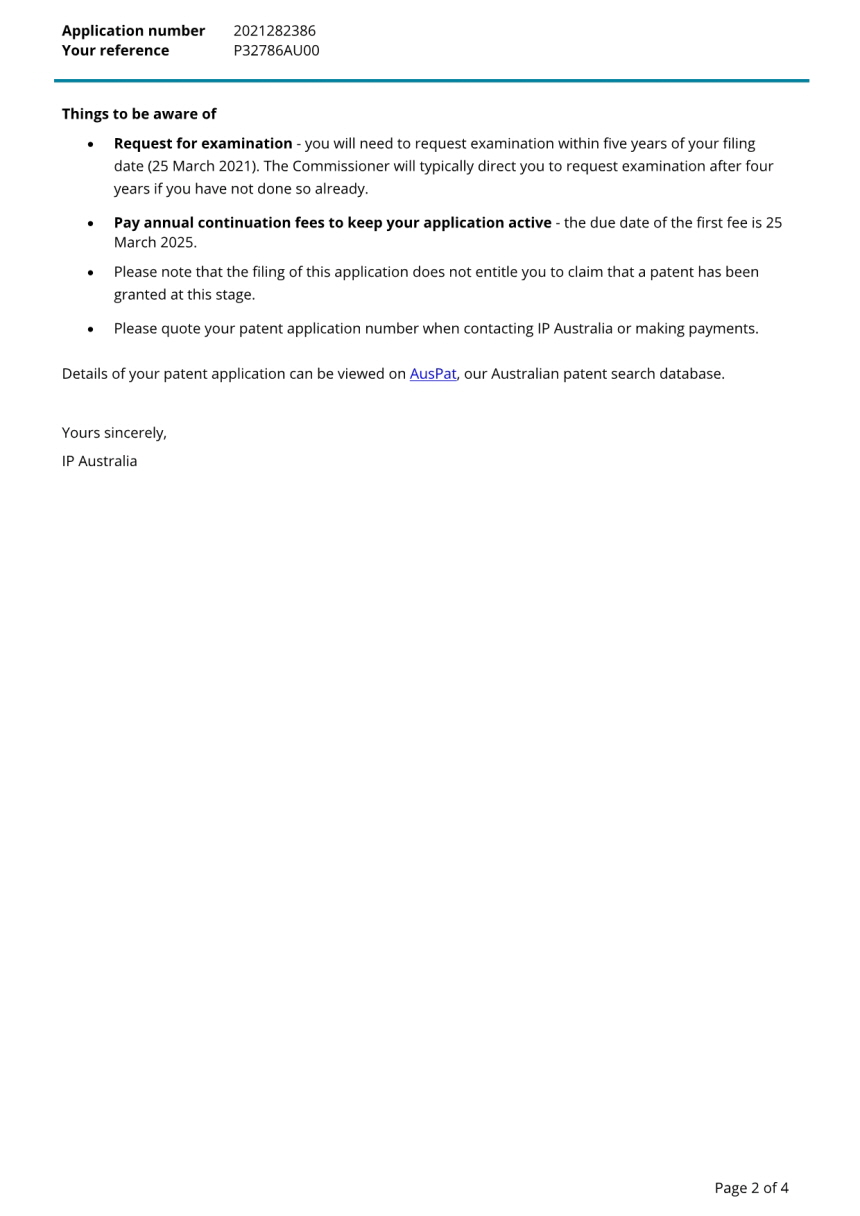 Application number 2021282386
Your reference P32786AU00
Things to be aware of
• Request for examination - you will need to request examination within five years of your filing
date (25 March 2021). The Commissioner will typically direct you to request examination after four
years if you have not done so already.
• Pay annual continuation fees to keep your application active - the due date of the first fee is 25
March 2025.
• Please note that the filing of this application does not entitle you to claim that a patent has been
granted at this stage.
• Please quote your patent application number when contacting IP Australia or making payments.
Details of your patent application can be viewed on AusPat, our Australian patent search database.
Yours sincerely,
IP Australia
Page 2 of 4